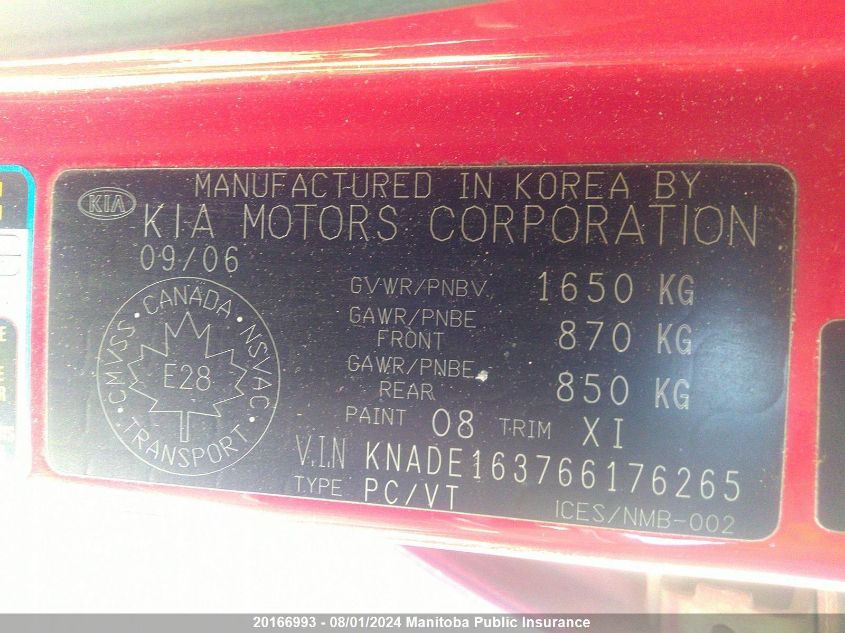 MANUFACTURED IN KOREA BY
KIA
KIA MOTORS CORPORATION
09/06
GVWR/PNBV 1650 KG
GAWR/PNBE FRONT 870 KG
GAWR/PNBE REAR 850 KG
PAINT 08 TRIM XI
V.I.N KNADE163766176265
TYPE PC/VT
ICES/NMB-002
CMVSS • CANADA • NSVAC • TRANSPORT •
E28
20166993 - 08/01/2024 Manitoba Public Insurance